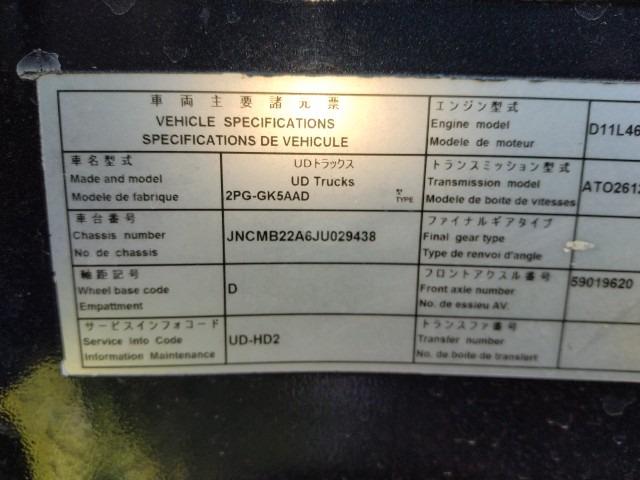 車両主要諸元票
VEHICLE SPECIFICATIONS
SPECIFICATIONS DE VEHICULE
車名型式
Made and model
Modele de fabrique
UDトラックス
UD Trucks
2PG-GK5AAD
型
TYPE
車台番号
Chassis number
No. de chassis
JNCMB22A6JU029438
軸距記号
Wheel base code
Empattment
D
サービスインフォコード
Service Info Code
Information Maintenance
UD-HD2
エンジン型式
Engine model
Modele de moteur
D11L46
トランスミッション型式
Transmission model
Modele de boite de vitesses
ATO2612
ファイナルギアタイプ
Final gear type
Type de renvoi d'angle
フロントアクスル番号
Front axle number
No. de essieu AV.
59019620
トランスファ番号
Transfer number
No. de boite de transfert